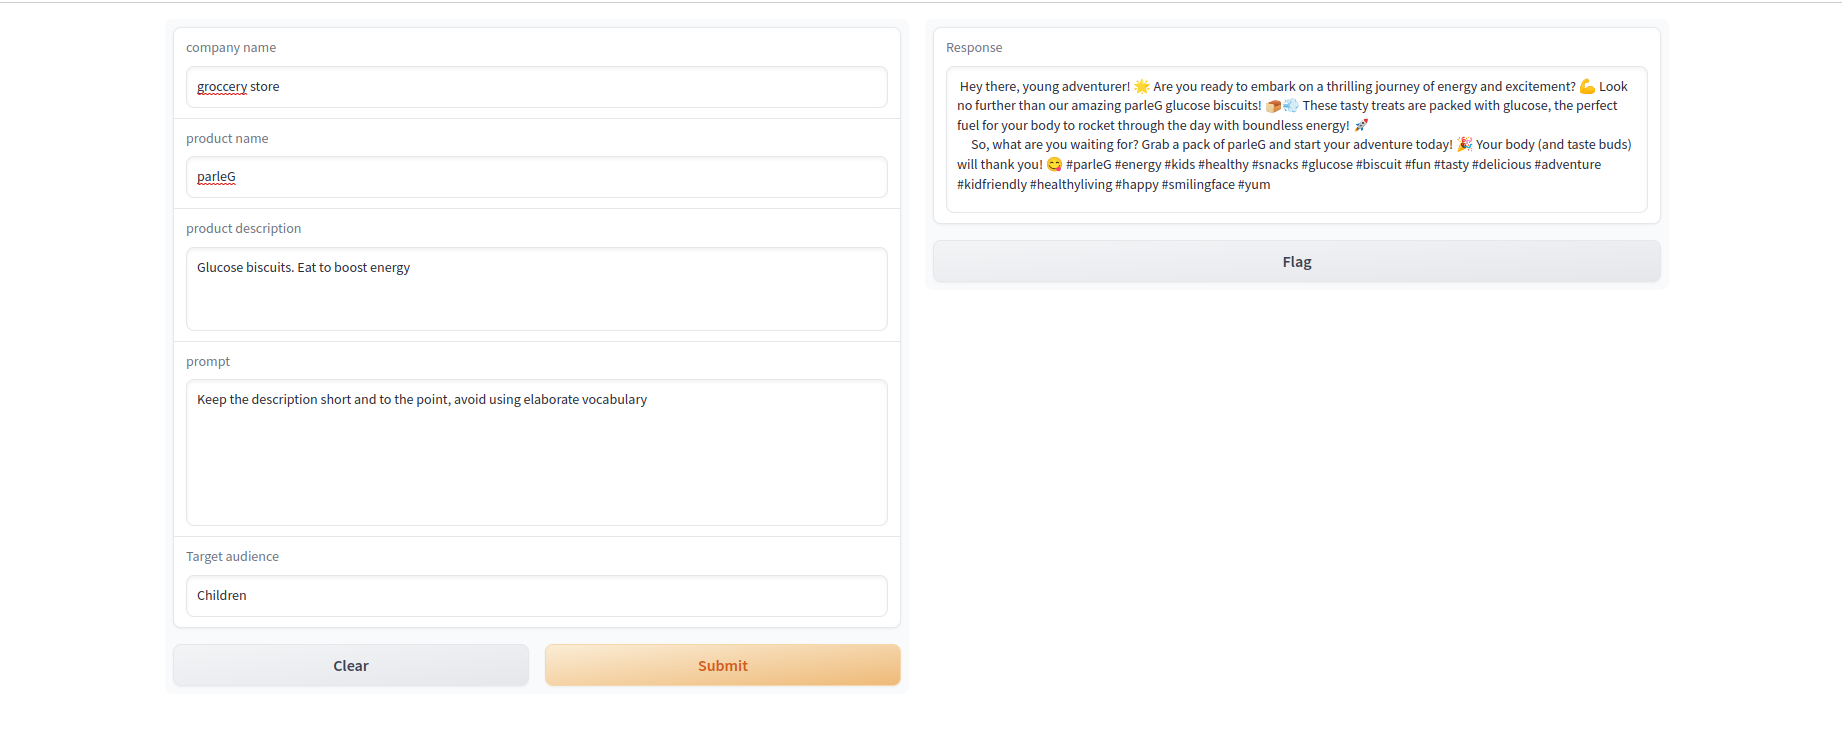 company name
groccery store
product name
parleG
product description
Glucose biscuits. Eat to boost energy
prompt
Keep the description short and to the point, avoid using elaborate vocabulary
Target audience
Children
Clear
Submit
Response
Hey there, young adventurer! 🌟 Are you ready to embark on a thrilling journey of energy and excitement? 💪 Look
no further than our amazing parleG glucose biscuits! 🍞💨 These tasty treats are packed with glucose, the perfect
fuel for your body to rocket through the day with boundless energy! 🚀
So, what are you waiting for? Grab a pack of parleG and start your adventure today! 🎉 Your body (and taste buds)
will thank you! 😋 #parleG #energy #kids #healthy #snacks #glucose #biscuit #fun #tasty #delicious #adventure
#kidfriendly #healthyliving #happy #smilingface #yum
Flag